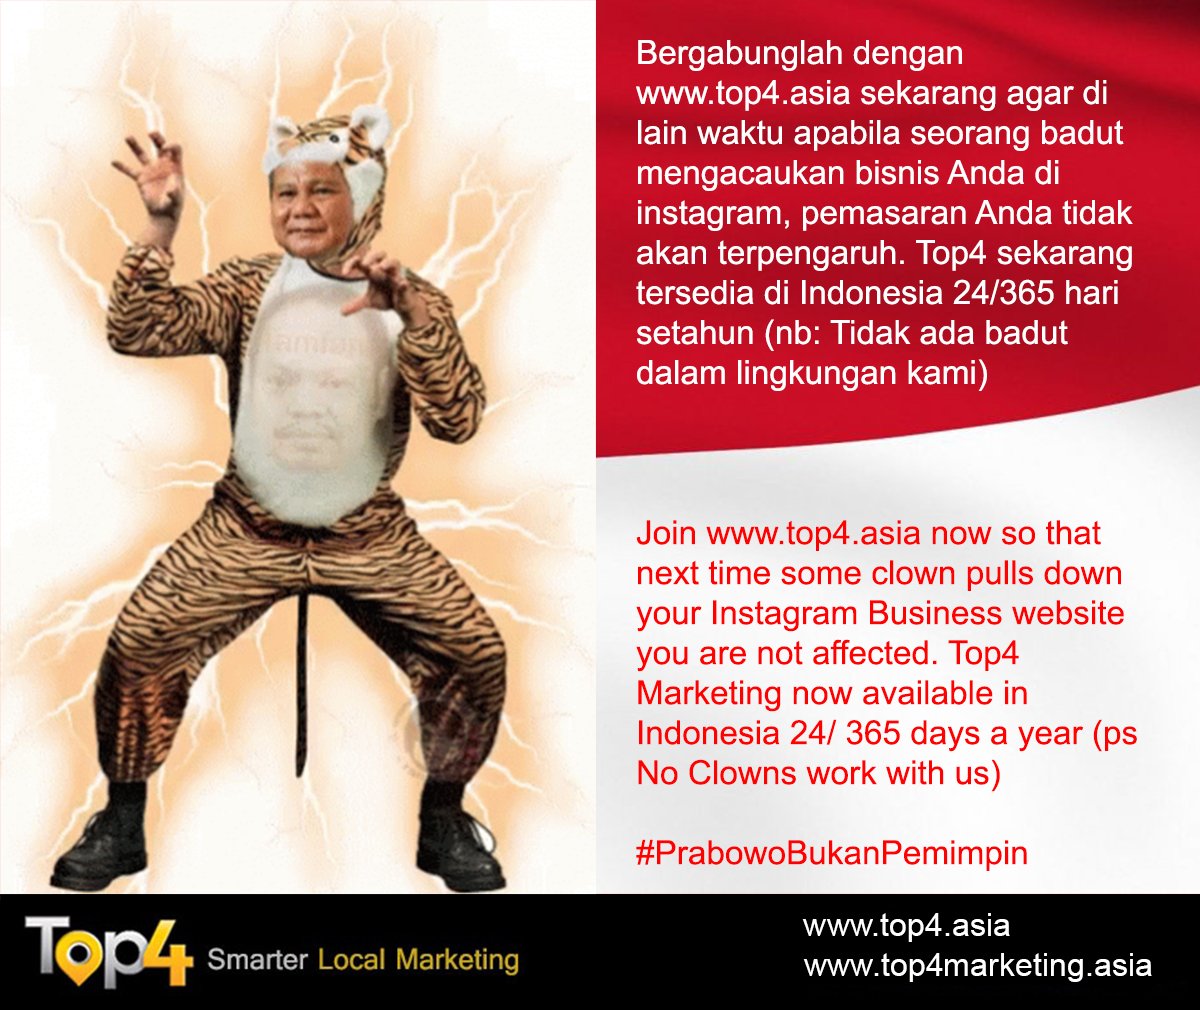 Bergabunglah dengan
www.top4.asia sekarang agar di
lain waktu apabila seorang badut
mengacaukan bisnis Anda di
instagram, pemasaran Anda tidak
akan terpengaruh. Top4 sekarang
tersedia di Indonesia 24/365 hari
setahun (nb: Tidak ada badut
dalam lingkungan kami)
Join www.top4.asia now so that
next time some clown pulls down
your Instagram Business website
you are not affected. Top4
Marketing now available in
Indonesia 24/ 365 days a year (ps
No Clowns work with us)
#PrabowoBukanPemimpin
Top4 Smarter Local Marketing
www.top4.asia
www.top4marketing.asia